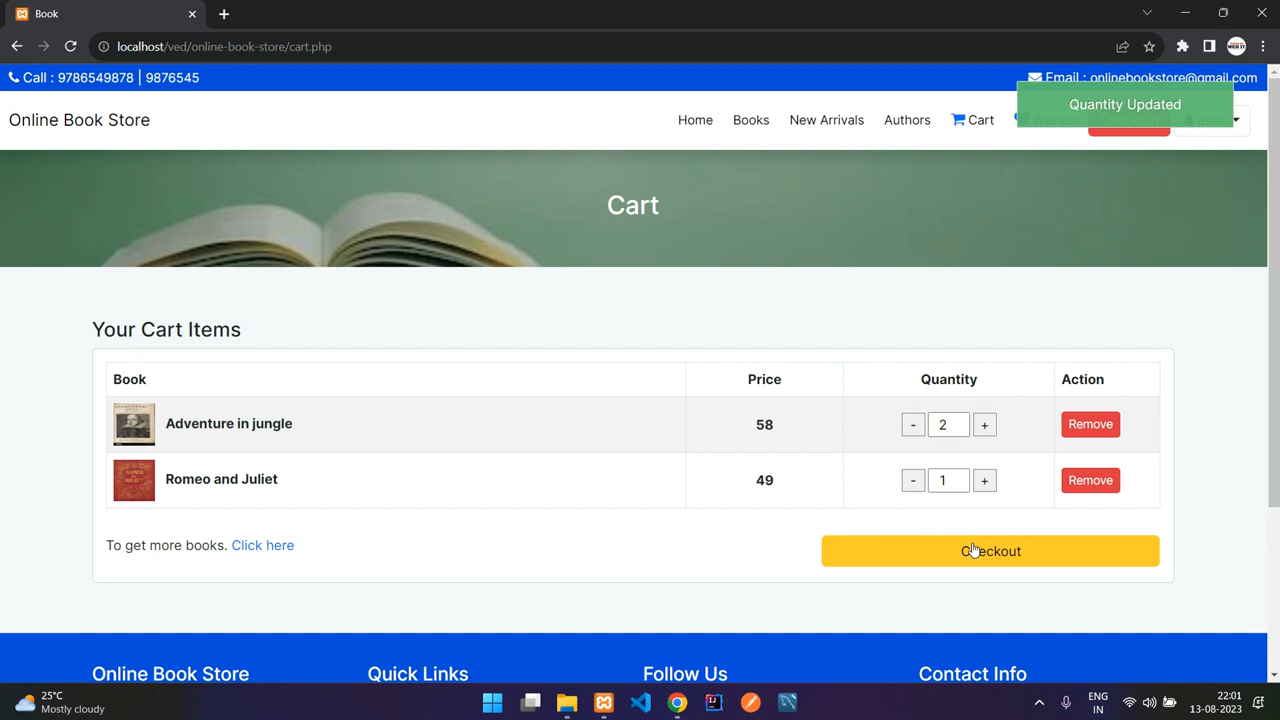 Book
localhost/ved/online-book-store/cart.php
Call : 9786549878 | 9876545
Email : onlinebookstore@gmail.com
Quantity Updated
Online Book Store
Home
Books
New Arrivals
Authors
Cart
Wishlist
Cart
Your Cart Items
Book Price Quantity Action
Adventure in jungle 58 - 2 + Remove
Romeo and Juliet 49 - 1 + Remove
To get more books. Click here
Checkout
Online Book Store
Quick Links
Follow Us
Contact Info
25°C
Mostly cloudy
ENG
IN
22:01
13-08-2023